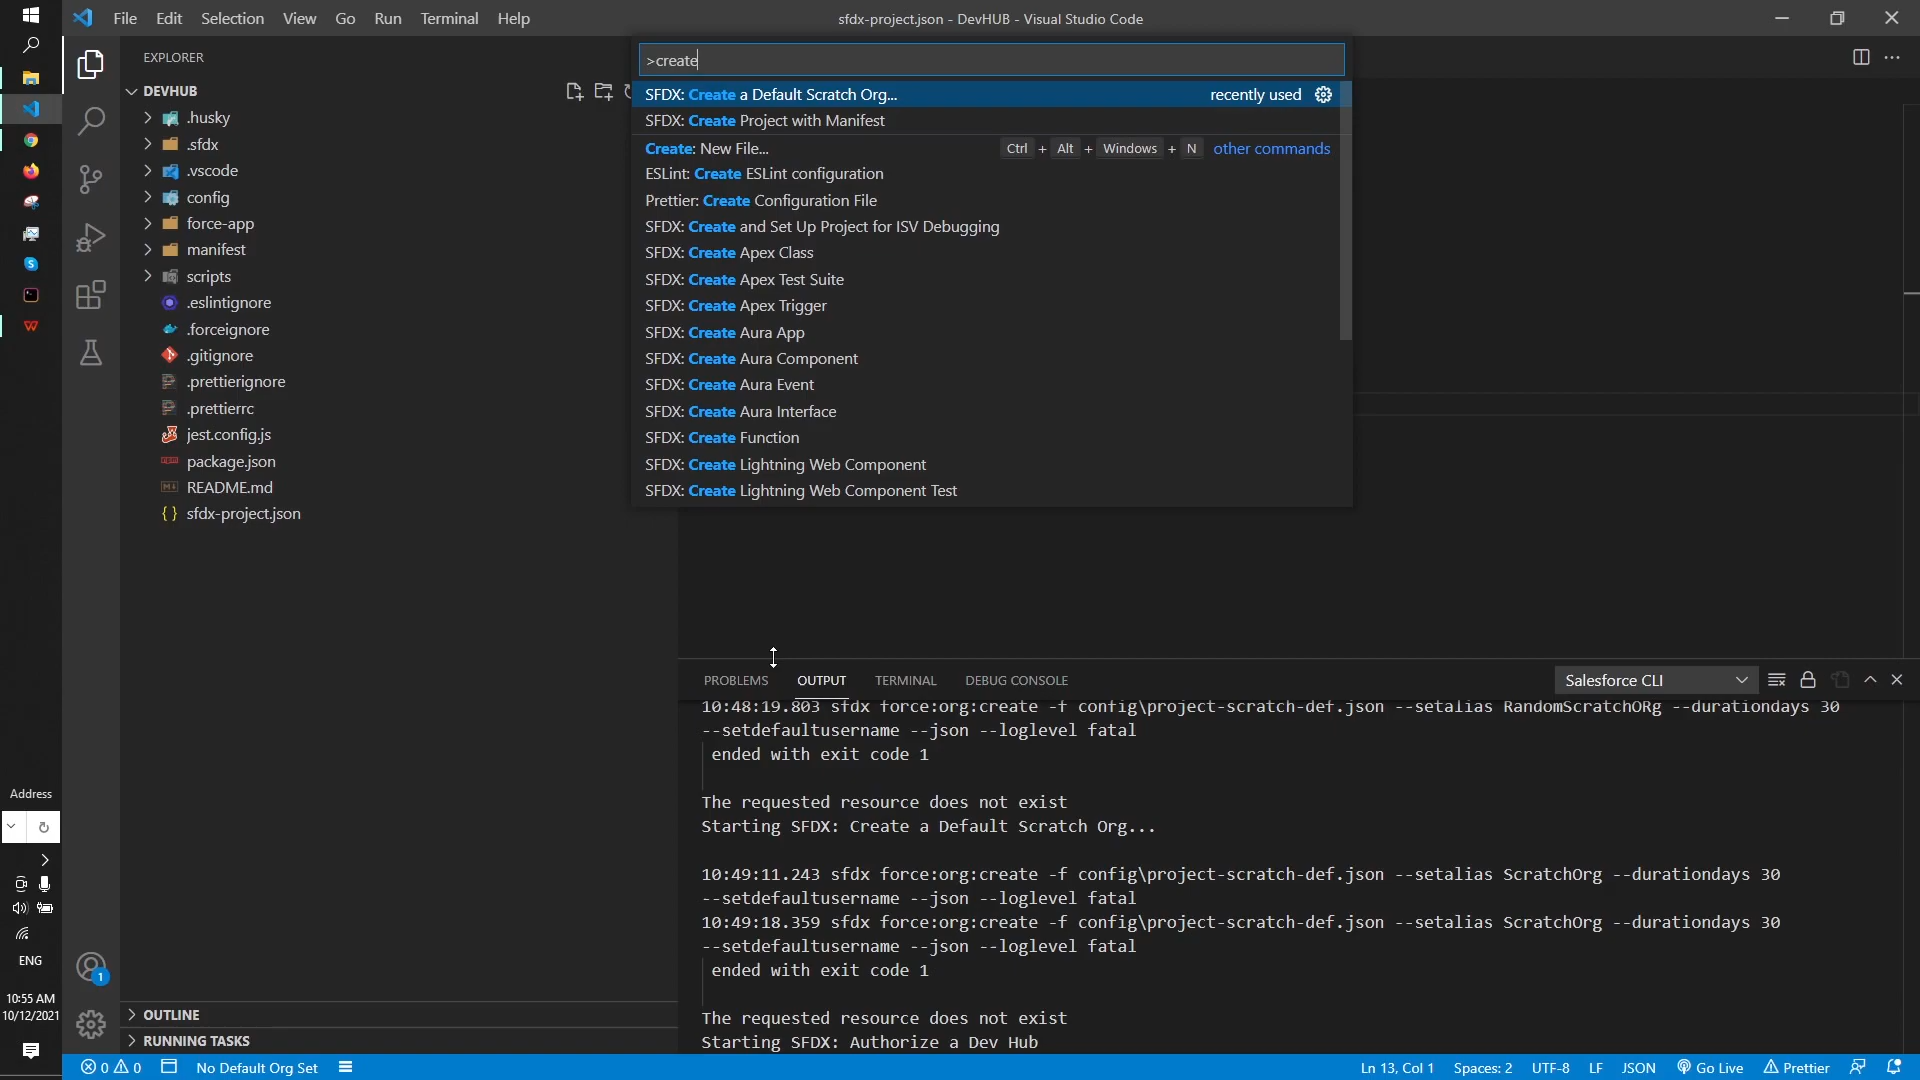 File Edit Selection View Go Run Terminal Help
sfdx-project.json - DevHUB - Visual Studio Code
EXPLORER
DEVHUB
.husky
.sfdx
.vscode
config
force-app
manifest
scripts
.eslintignore
.forceignore
.gitignore
.prettierignore
.prettierrc
jest.config.js
package.json
README.md
{ } sfdx-project.json
OUTLINE
RUNNING TASKS
>create
SFDX: Create a Default Scratch Org... recently used
SFDX: Create Project with Manifest
Create: New File... Ctrl + Alt + Windows + N other commands
ESLint: Create ESLint configuration
Prettier: Create Configuration File
SFDX: Create and Set Up Project for ISV Debugging
SFDX: Create Apex Class
SFDX: Create Apex Test Suite
SFDX: Create Apex Trigger
SFDX: Create Aura App
SFDX: Create Aura Component
SFDX: Create Aura Event
SFDX: Create Aura Interface
SFDX: Create Function
SFDX: Create Lightning Web Component
SFDX: Create Lightning Web Component Test
PROBLEMS OUTPUT TERMINAL DEBUG CONSOLE
Salesforce CLI
10:48:19.803 sfdx force:org:create -f config\project-scratch-def.json --setalias RandomScratchORg --durationdays 30
--setdefaultusername --json --loglevel fatal
ended with exit code 1
The requested resource does not exist
Starting SFDX: Create a Default Scratch Org...
10:49:11.243 sfdx force:org:create -f config\project-scratch-def.json --setalias ScratchOrg --durationdays 30
--setdefaultusername --json --loglevel fatal
10:49:18.359 sfdx force:org:create -f config\project-scratch-def.json --setalias ScratchOrg --durationdays 30
--setdefaultusername --json --loglevel fatal
ended with exit code 1
The requested resource does not exist
Starting SFDX: Authorize a Dev Hub
Address
ENG
10:55 AM
10/12/2021
1
0 0 No Default Org Set
Ln 13, Col 1 Spaces: 2 UTF-8 LF JSON Go Live Prettier